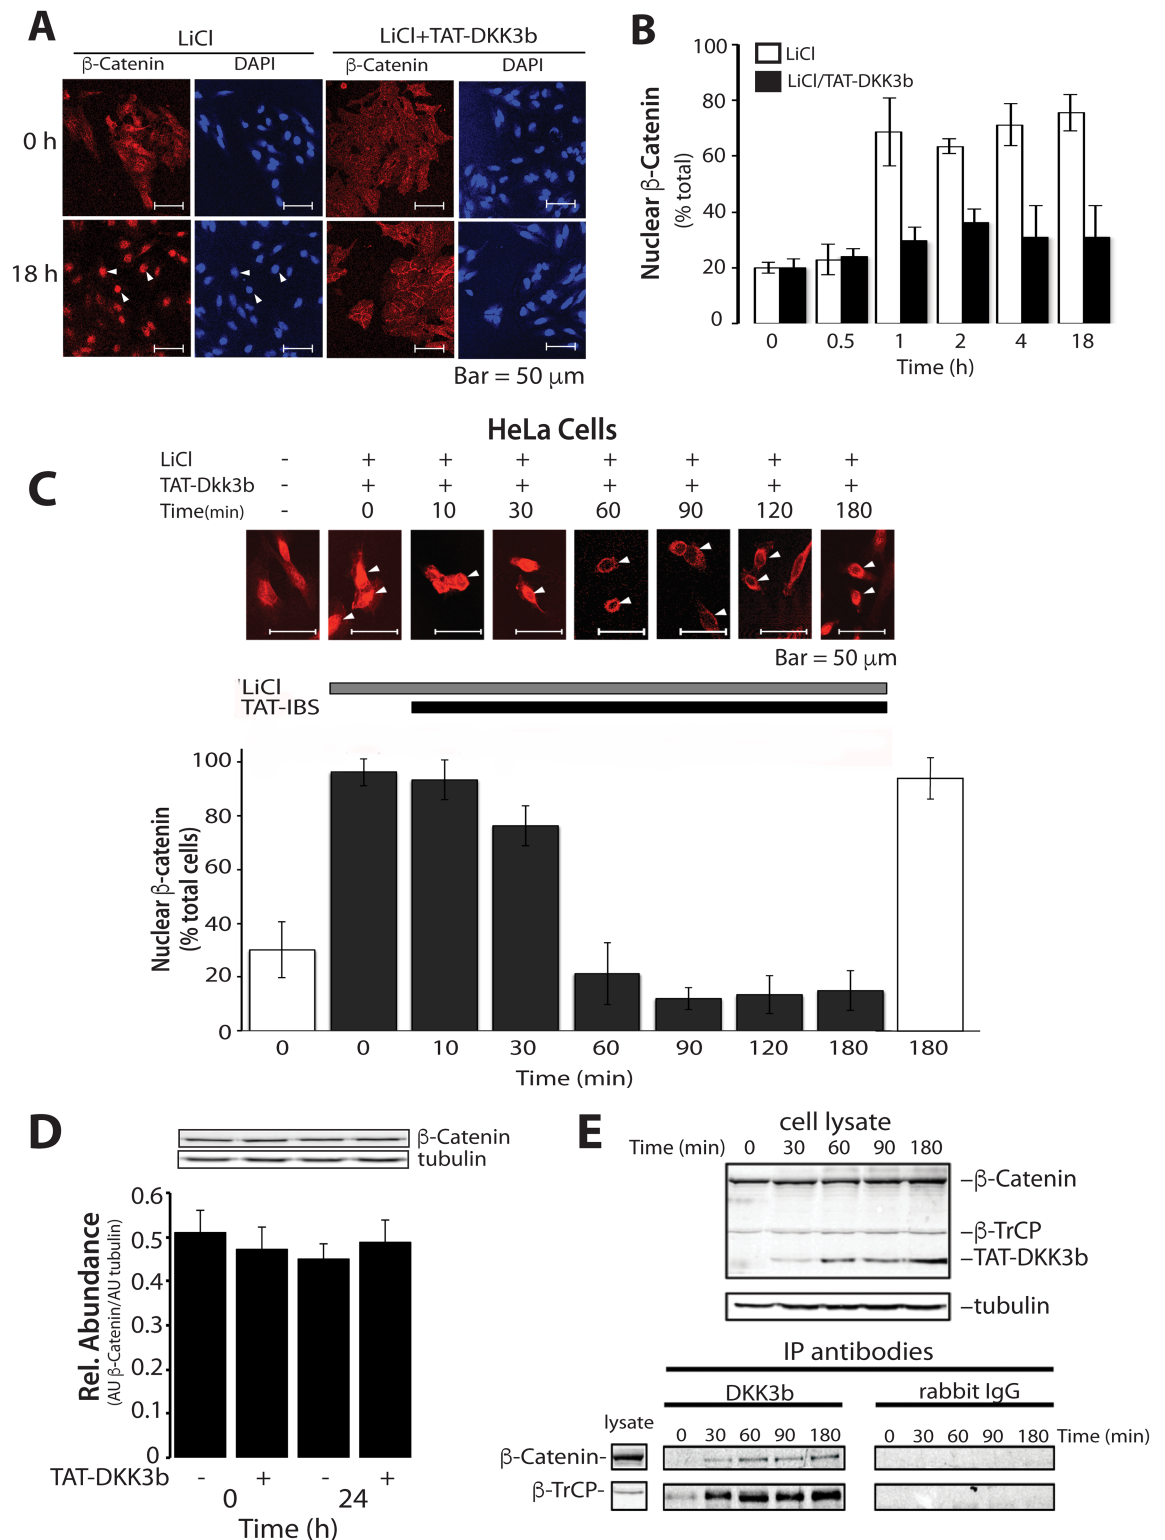 A
LiCl
LiCl+TAT-DKK3b
β-Catenin
DAPI
β-Catenin
DAPI
0 h
18 h
Bar = 50 μm
B
Nuclear β-Catenin
(% total)
100
80
60
40
20
0
LiCl
LiCl/TAT-DKK3b
0 0.5 1 2 4 18
Time (h)
HeLa Cells
C
LiCl - + + + + + + +
TAT-Dkk3b - + + + + + + +
Time(min) - 0 10 30 60 90 120 180
Bar = 50 μm
'LiCl
TAT-IBS
Nuclear β-catenin
(% total cells)
100
80
60
40
20
0
0 0 10 30 60 90 120 180 180
Time (min)
D
β-Catenin
tubulin
Rel. Abundance
(AU β-Catenin/AU tubulin)
0.6
0.5
0.4
0.3
0.2
0.1
0
TAT-DKK3b - + - +
0 24
Time (h)
E
cell lysate
Time (min) 0 30 60 90 180
–β-Catenin
–β-TrCP
–TAT-DKK3b
–tubulin
IP antibodies
DKK3b rabbit IgG
lysate
0 30 60 90 180 0 30 60 90 180 Time (min)
β-Catenin-
β-TrCP-